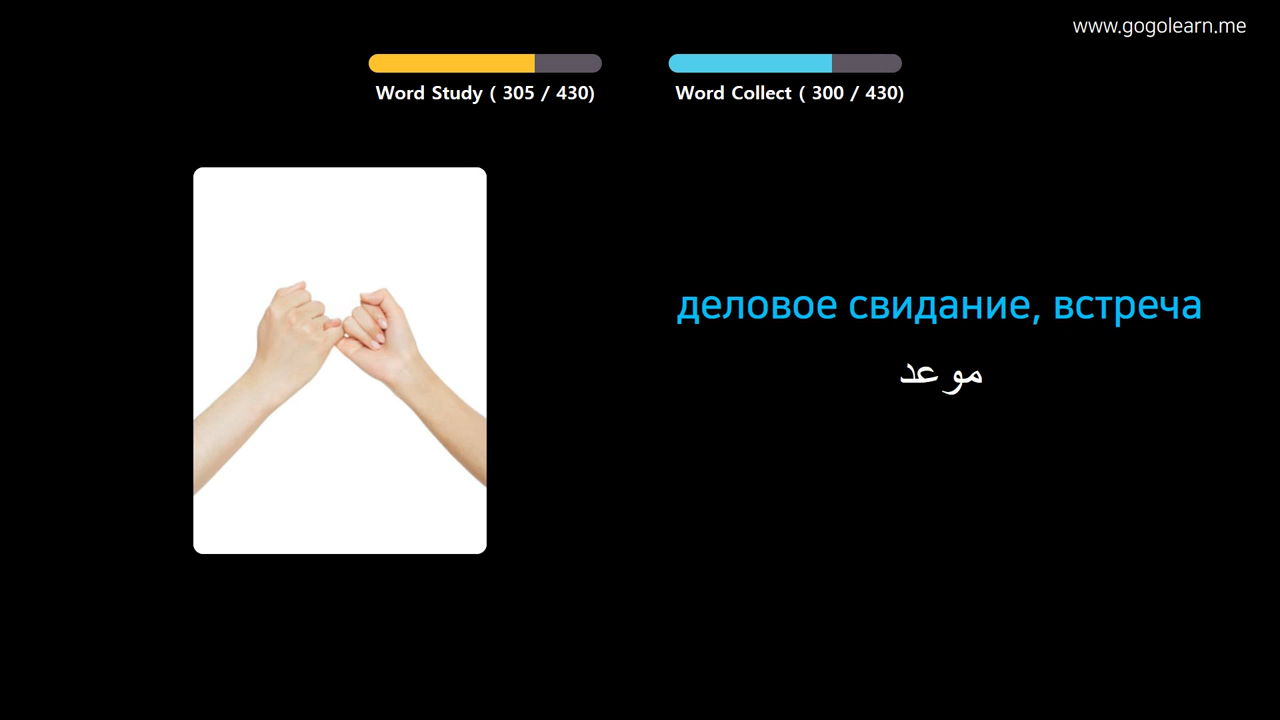 www.gogolearn.me
Word Study ( 305 / 430)
Word Collect ( 300 / 430)
деловое свидание, встреча
موعد